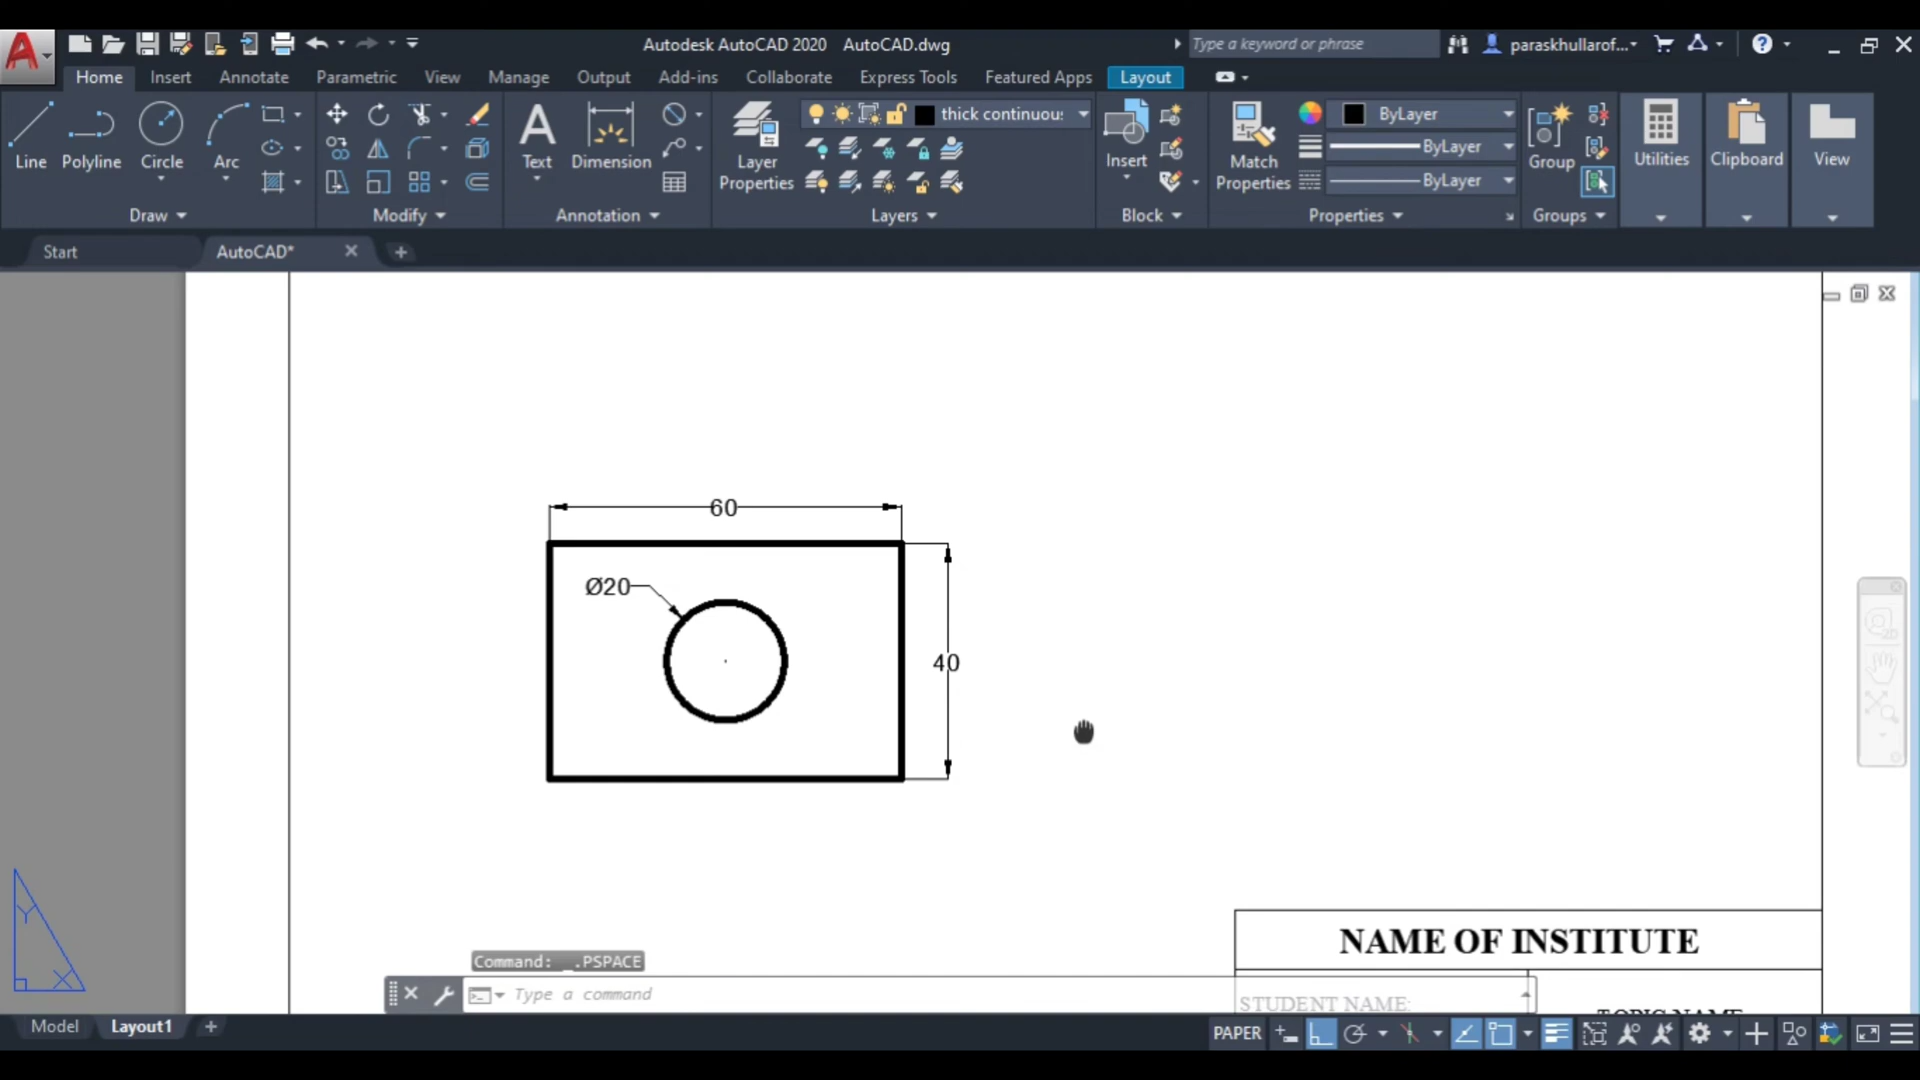 Autodesk AutoCAD 2020 AutoCAD.dwg
Type a keyword or phrase
paraskhullarof...
Home Insert Annotate Parametric View Manage Output Add-ins Collaborate Express Tools Featured Apps Layout
thick continuous
ByLayer
ByLayer
ByLayer
Line Polyline Circle Arc
Text Dimension
Layer Properties
Insert
Match Properties
Group
Utilities Clipboard View
Draw Modify Annotation Layers Block Properties Groups
Start AutoCAD*
60
Ø20
40
Y
X
NAME OF INSTITUTE
Command: _.PSPACE
Type a command
STUDENT NAME:
TOPIC NAME
Model Layout1
PAPER